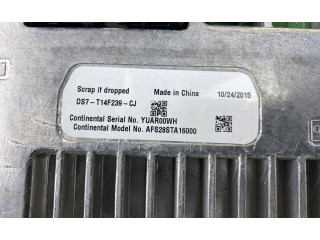 Scrap if dropped Made in China 10/24/2015
DS7-T14F239-CJ
Continental Serial No. YUAR00WH
Continental Model No. AFS28STA16000